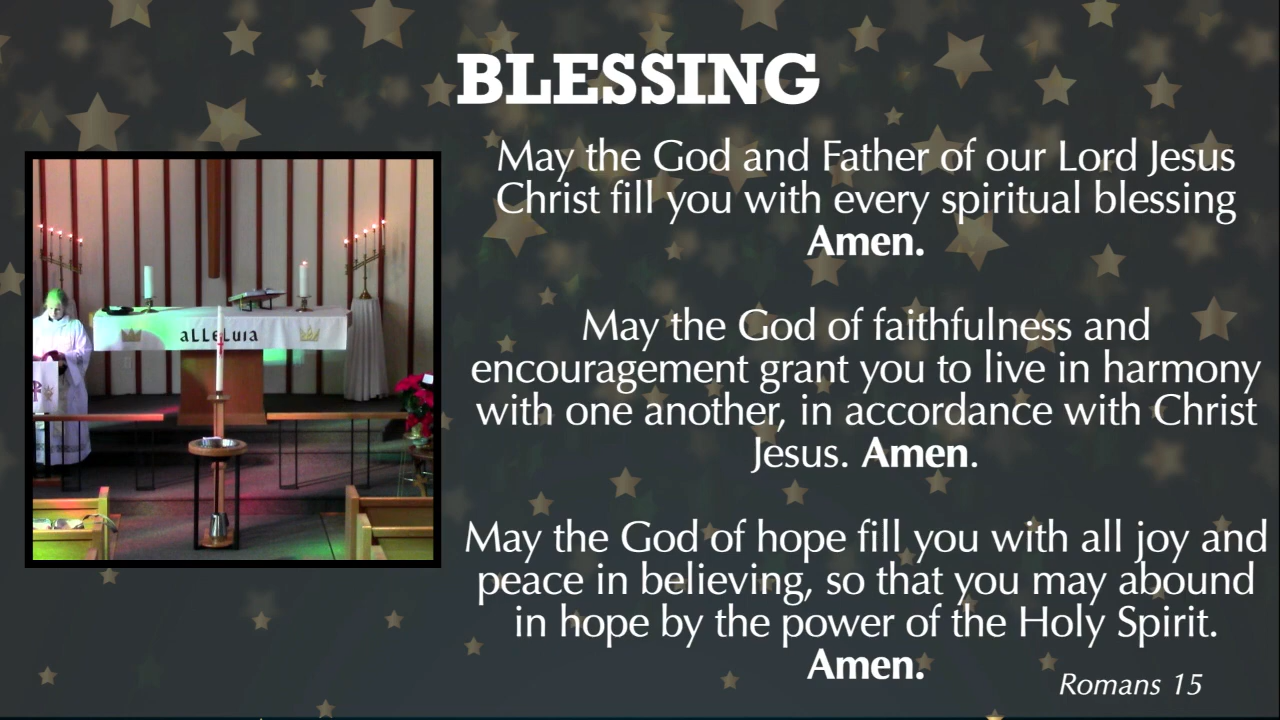 BLESSING
May the God and Father of our Lord Jesus
Christ fill you with every spiritual blessing
Amen.
May the God of faithfulness and
encouragement grant you to live in harmony
with one another, in accordance with Christ
Jesus. Amen.
May the God of hope fill you with all joy and
peace in believing, so that you may abound
in hope by the power of the Holy Spirit.
Amen.
Romans 15
aLLeLuia